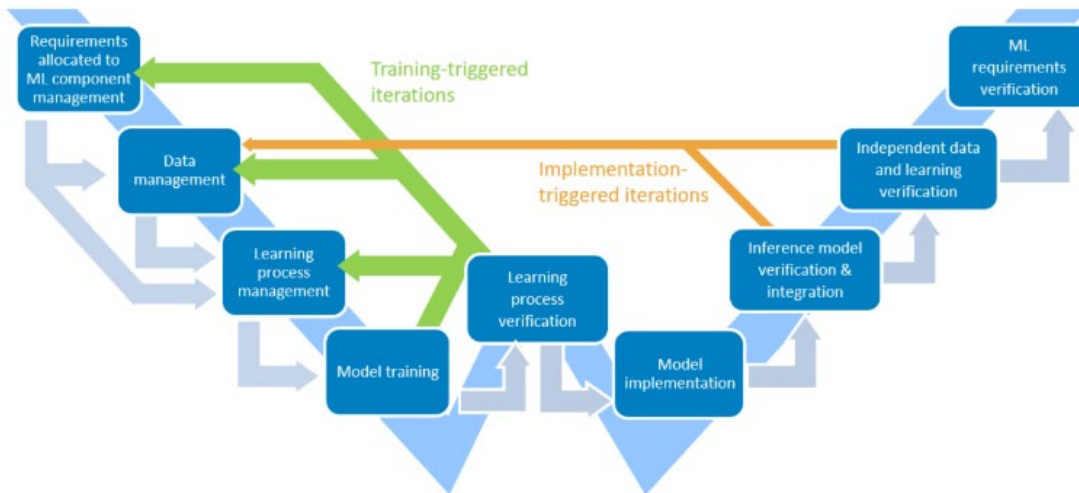 Requirements
allocated to
ML component
management
Training-triggered
iterations
ML
requirements
verification
Data
management
Implementation-
triggered iterations
Independent data
and learning
verification
Learning
process
management
Learning
process
verification
Inference model
verification &
integration
Model training
Model
implementation